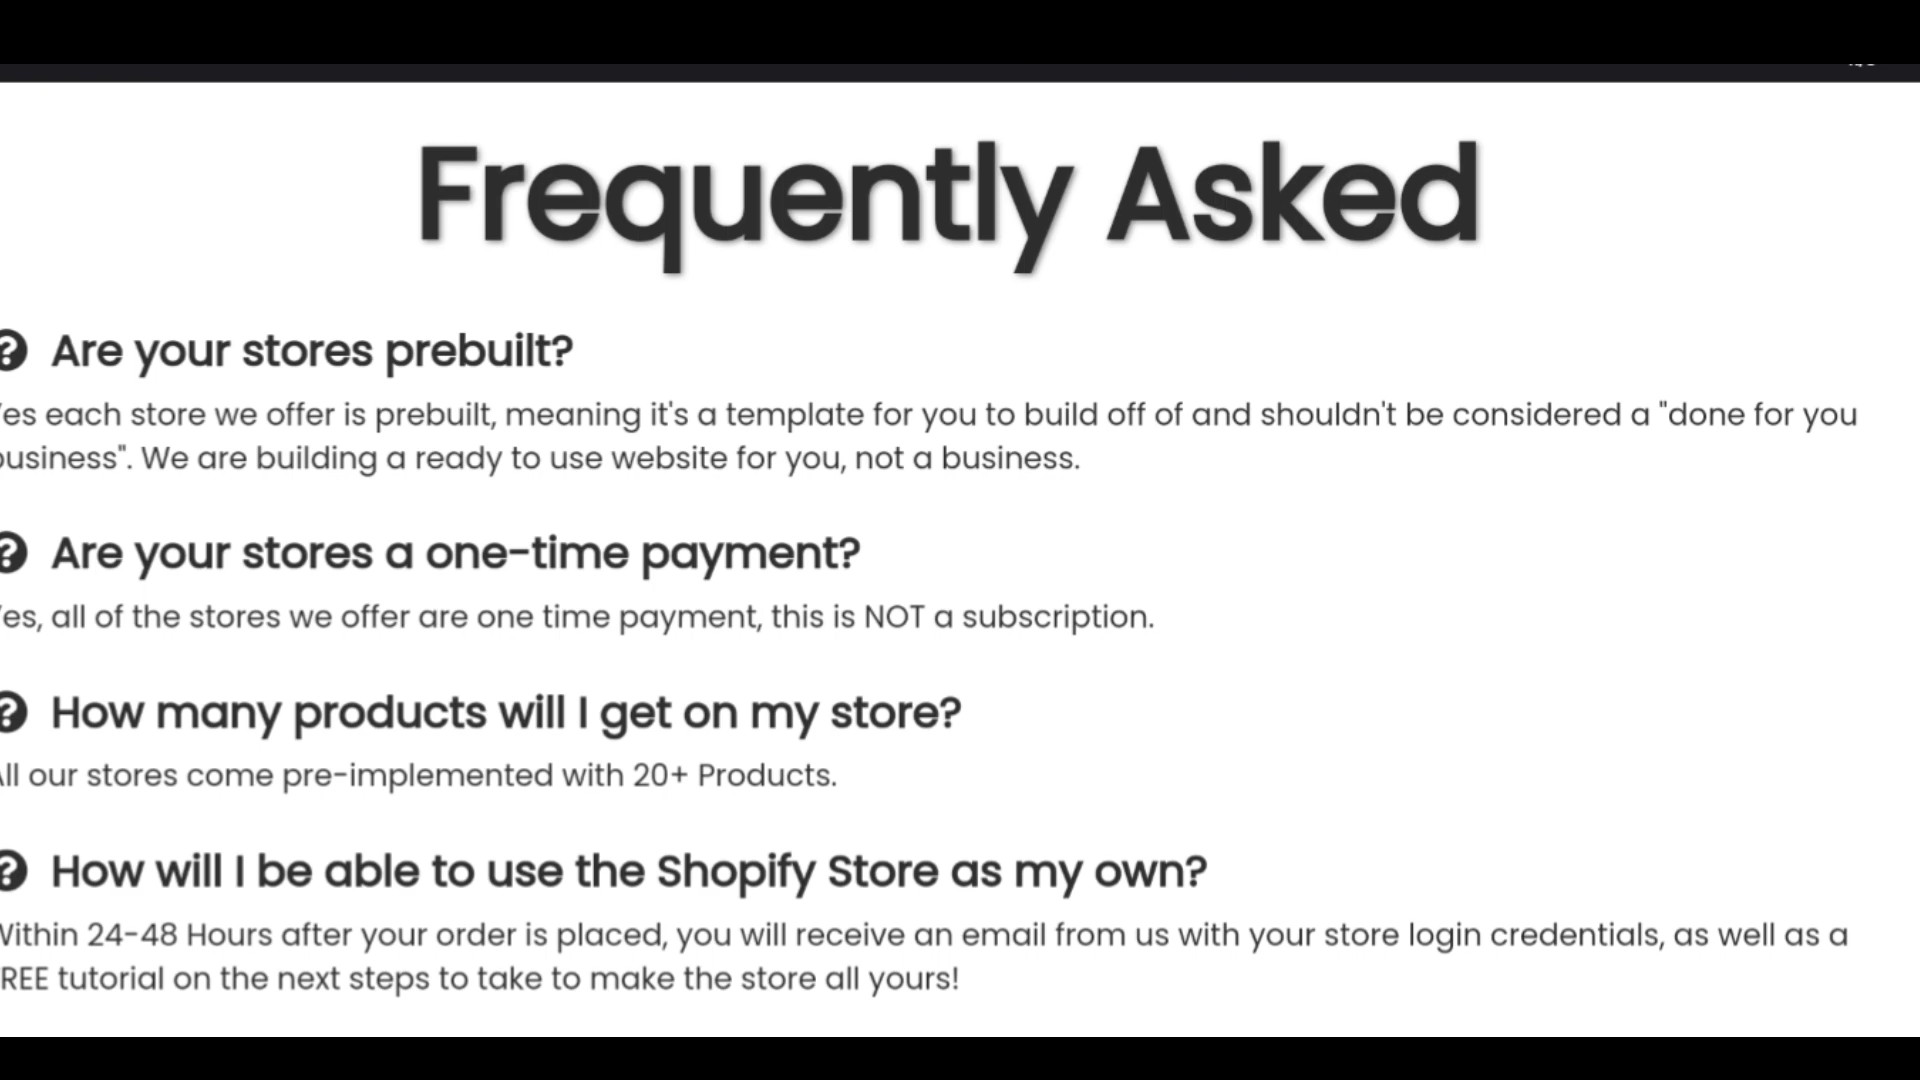 Frequently Asked
Are your stores prebuilt?
es each store we offer is prebuilt, meaning it's a template for you to build off of and shouldn't be considered a "done for you
business". We are building a ready to use website for you, not a business.
Are your stores a one-time payment?
es, all of the stores we offer are one time payment, this is NOT a subscription.
How many products will I get on my store?
All our stores come pre-implemented with 20+ Products.
How will I be able to use the Shopify Store as my own?
Within 24-48 Hours after your order is placed, you will receive an email from us with your store login credentials, as well as a
REE tutorial on the next steps to take to make the store all yours!